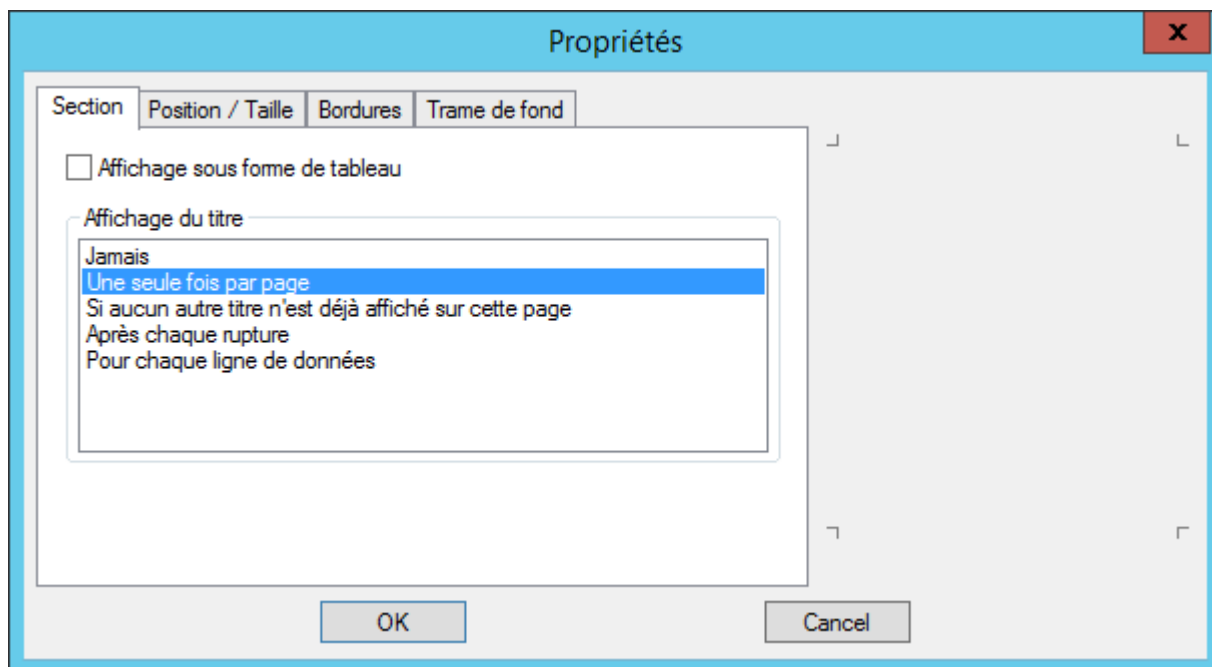 Propriétés
x
Section Position / Taille Bordures Trame de fond
Affichage sous forme de tableau
Affichage du titre
Jamais
Une seule fois par page
Si aucun autre titre n'est déjà affiché sur cette page
Après chaque rupture
Pour chaque ligne de données
OK Cancel